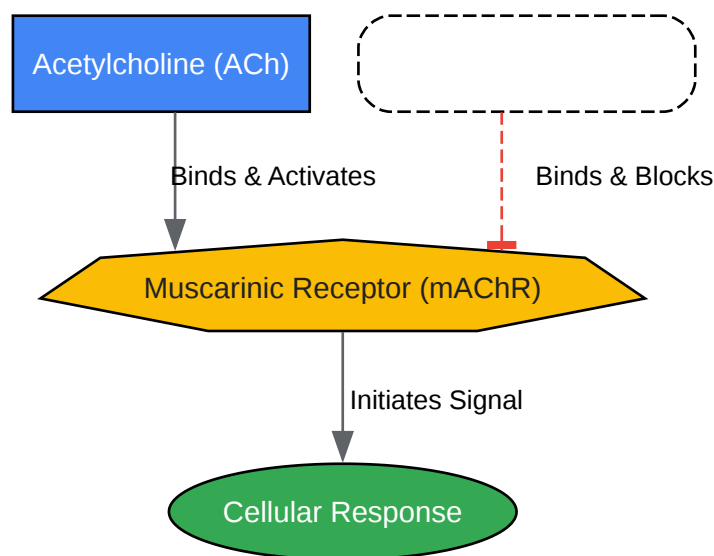 Acetylcholine (ACh)
Binds & Activates
Binds & Blocks
Muscarinic Receptor (mAChR)
Initiates Signal
Cellular Response